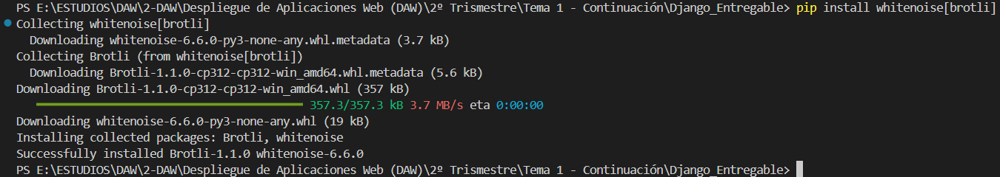 PS E:\ESTUDIOS\DAW\2-DAW\Despliegue de Aplicaciones Web (DAW)\2º Trismestre\Tema 1 - Continuación\Django_Entregable> pip install whitenoise[brotli]
Collecting whitenoise[brotli]
  Downloading whitenoise-6.6.0-py3-none-any.whl.metadata (3.7 kB)
Collecting Brotli (from whitenoise[brotli])
  Downloading Brotli-1.1.0-cp312-cp312-win_amd64.whl.metadata (5.6 kB)
Downloading Brotli-1.1.0-cp312-cp312-win_amd64.whl (357 kB)
357.3/357.3 kB 3.7 MB/s eta 0:00:00
Downloading whitenoise-6.6.0-py3-none-any.whl (19 kB)
Installing collected packages: Brotli, whitenoise
Successfully installed Brotli-1.1.0 whitenoise-6.6.0
PS E:\ESTUDIOS\DAW\2-DAW\Despliegue de Aplicaciones Web (DAW)\2º Trismestre\Tema 1 - Continuación\Django_Entregable>